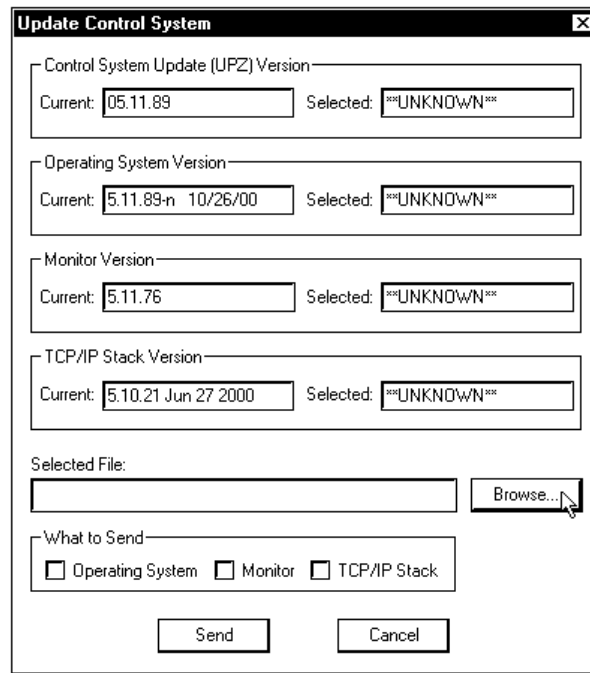 Update Control System
Control System Update (UPZ) Version
Current: 05.11.89 Selected: **UNKNOWN**
Operating System Version
Current: 5.11.89-n 10/26/00 Selected: **UNKNOWN**
Monitor Version
Current: 5.11.76 Selected: **UNKNOWN**
TCP/IP Stack Version
Current: 5.10.21 Jun 27 2000 Selected: **UNKNOWN**
Selected File:
Browse...
What to Send
Operating System Monitor TCP/IP Stack
Send Cancel